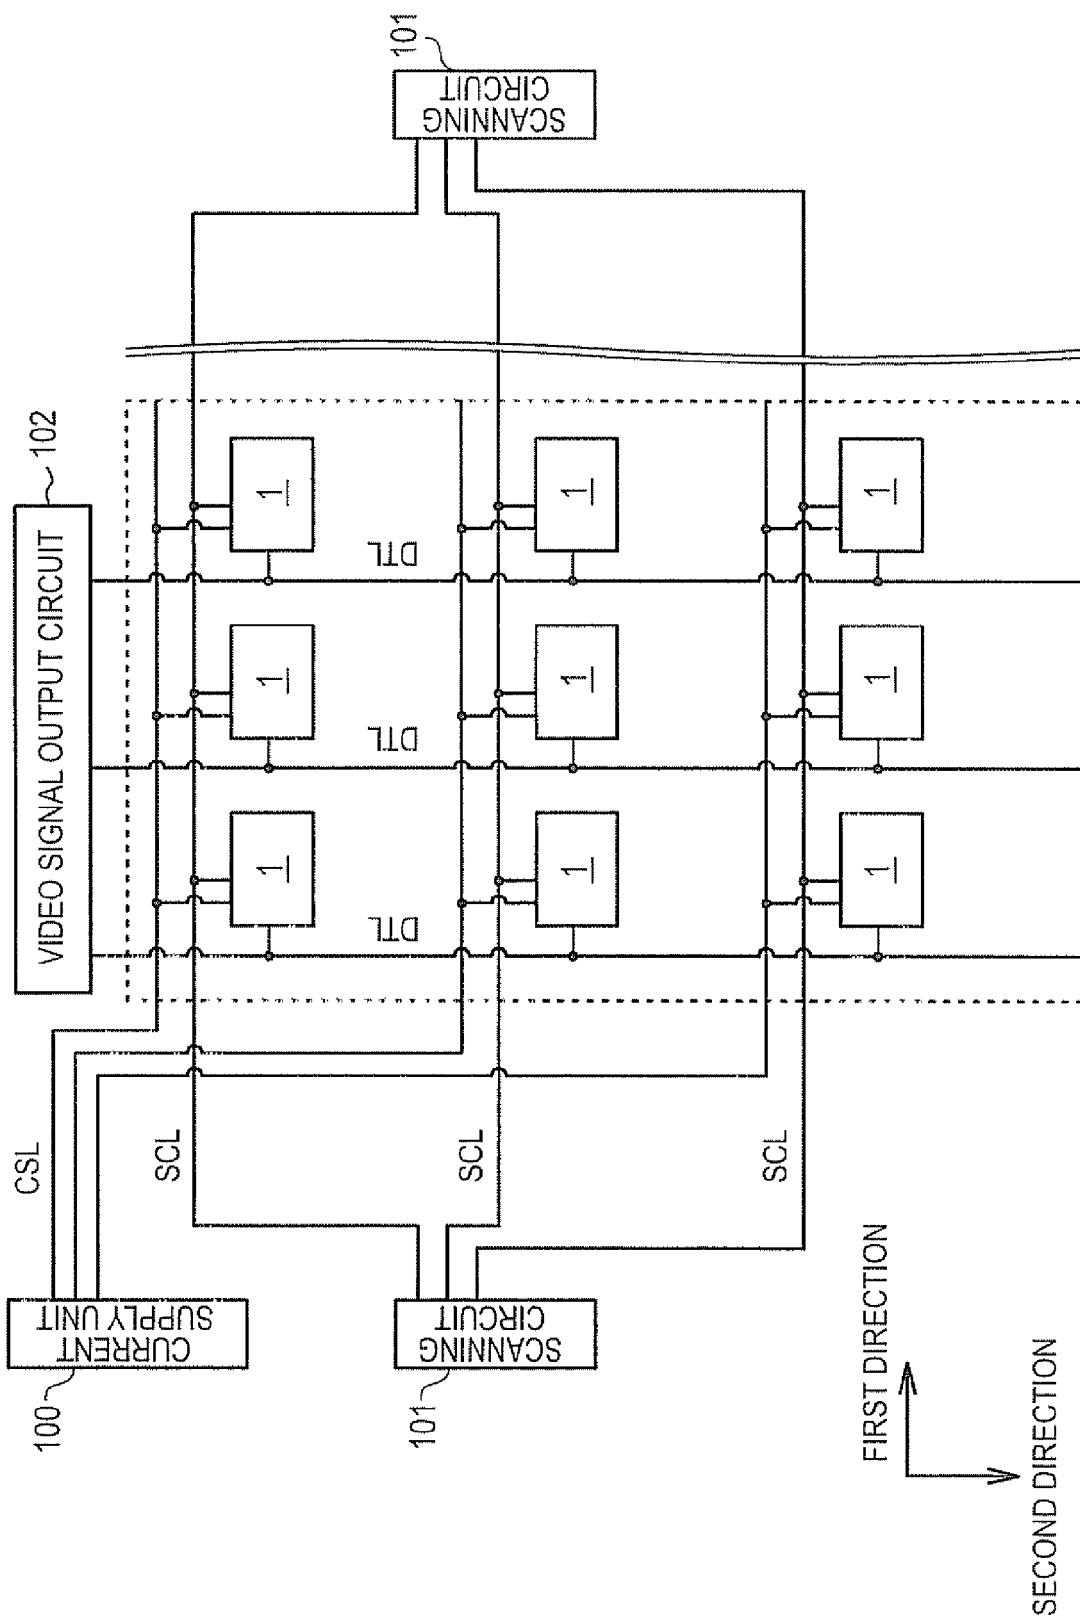 VIDEO SIGNAL OUTPUT CIRCUIT
102
CURRENT
SUPPLY UNIT
100
CSL
SCL
SCL
SCL
SCANNING
CIRCUIT
101
SCANNING
CIRCUIT
101
DTL
DTL
DTL
1
1
1
1
1
1
1
1
1
FIRST DIRECTION
SECOND DIRECTION